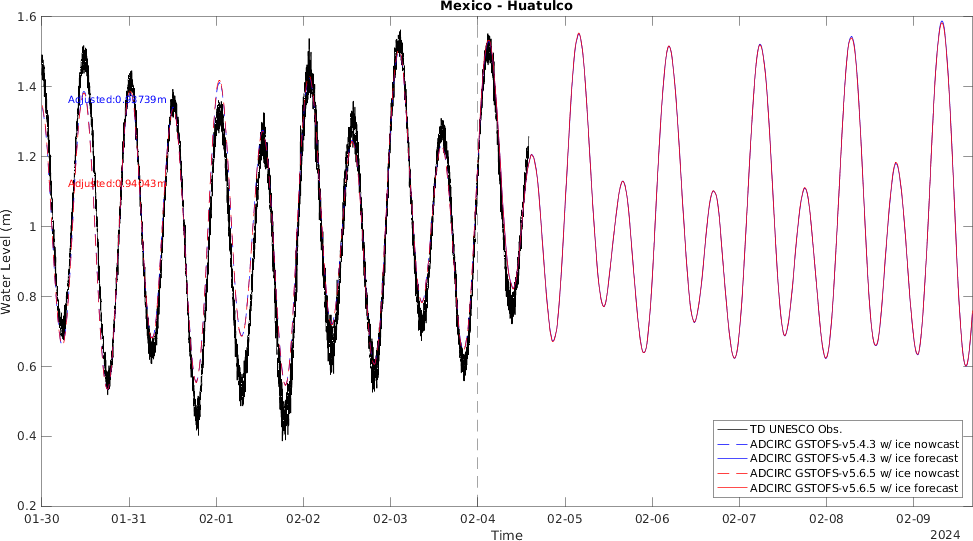 Mexico - Huatulco
1.6
1.4
1.2
1
0.8
0.6
0.4
0.2
Water Level (m)
Adjusted:0.93739m
Adjusted:0.94043m
TD UNESCO Obs.
ADCIRC GSTOFS-v5.4.3 w/ ice nowcast
ADCIRC GSTOFS-v5.4.3 w/ ice forecast
ADCIRC GSTOFS-v5.6.5 w/ ice nowcast
ADCIRC GSTOFS-v5.6.5 w/ ice forecast
01-30 01-31 02-01 02-02 02-03 02-04 02-05 02-06 02-07 02-08 02-09
Time
2024